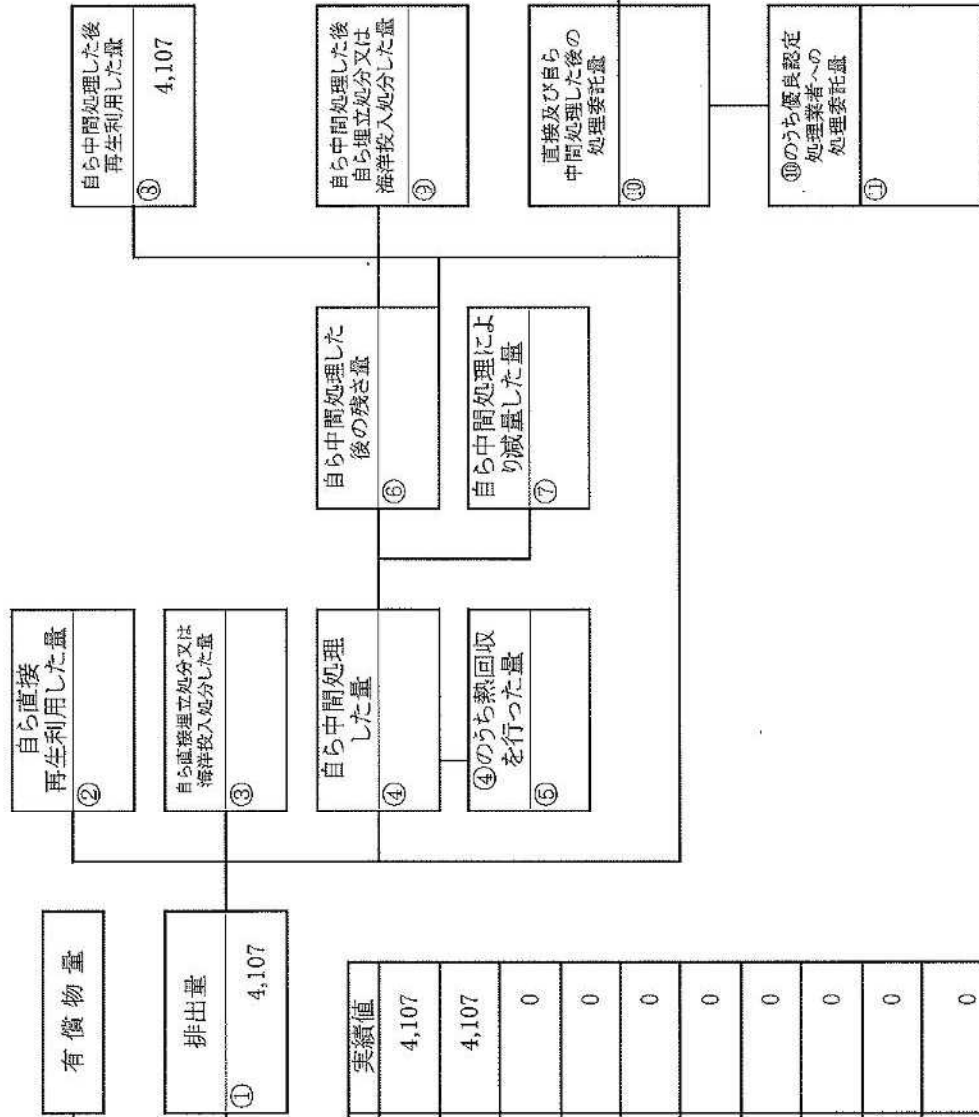 有償物量
排出量
① 4,107
自ら直接
再生利用した量
②
自ら直接埋立処分又は
海洋投入処分した量
③
自ら中間処理
した量
④
④のうち熱回収
を行った量
⑤
自ら中間処理した
後の残さ量
⑥
自ら中間処理によ
り減量した量
⑦
自ら中間処理した後
再生利用した量
⑧ 4,107
自ら中間処理した後
自ら埋立処分又は
海洋投入処分した量
⑨
直接及び自ら
中間処理した後の
処理委託量
⑩
⑩のうち優良認定
処理業者への
処理委託量
⑪
実績値
4,107
4,107
0
0
0
0
0
0
0
0